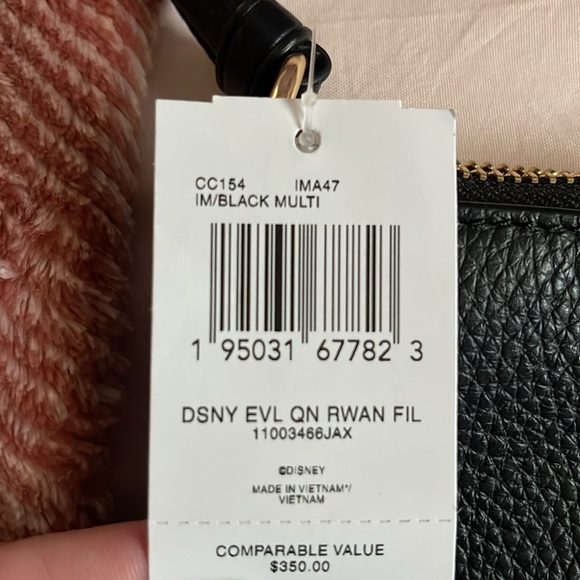 CC154 IMA47
IM/BLACK MULTI
1 95031 67782 3
DSNY EVL QN RWAN FIL
11003466JAX
©DISNEY
MADE IN VIETNAM*/
VIETNAM
COMPARABLE VALUE
$350.00